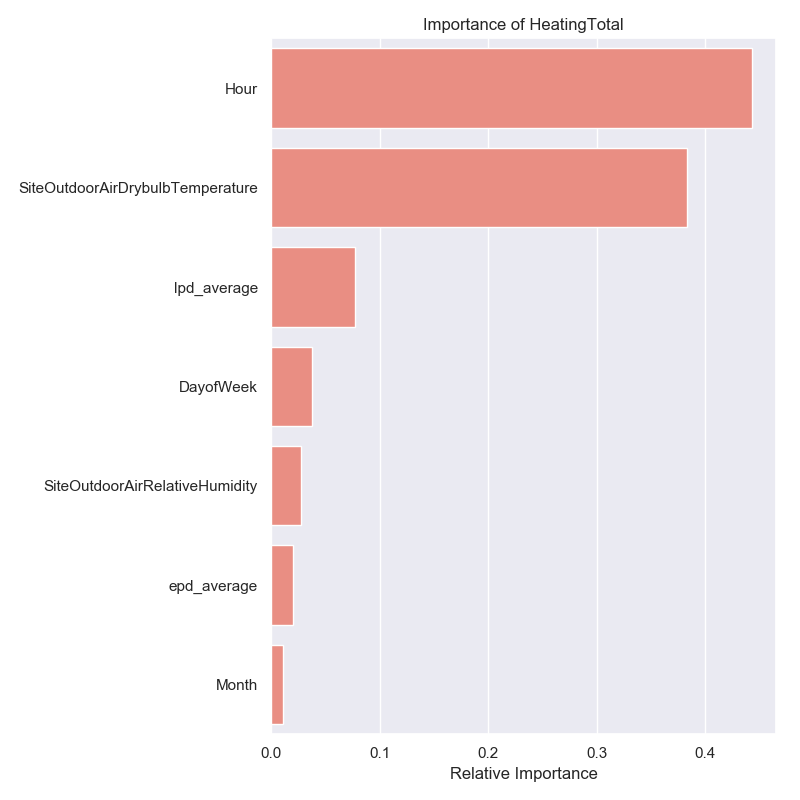 Importance of HeatingTotal
Hour
SiteOutdoorAirDrybulbTemperature
lpd_average
DayofWeek
SiteOutdoorAirRelativeHumidity
epd_average
Month
0.0 0.1 0.2 0.3 0.4
Relative Importance